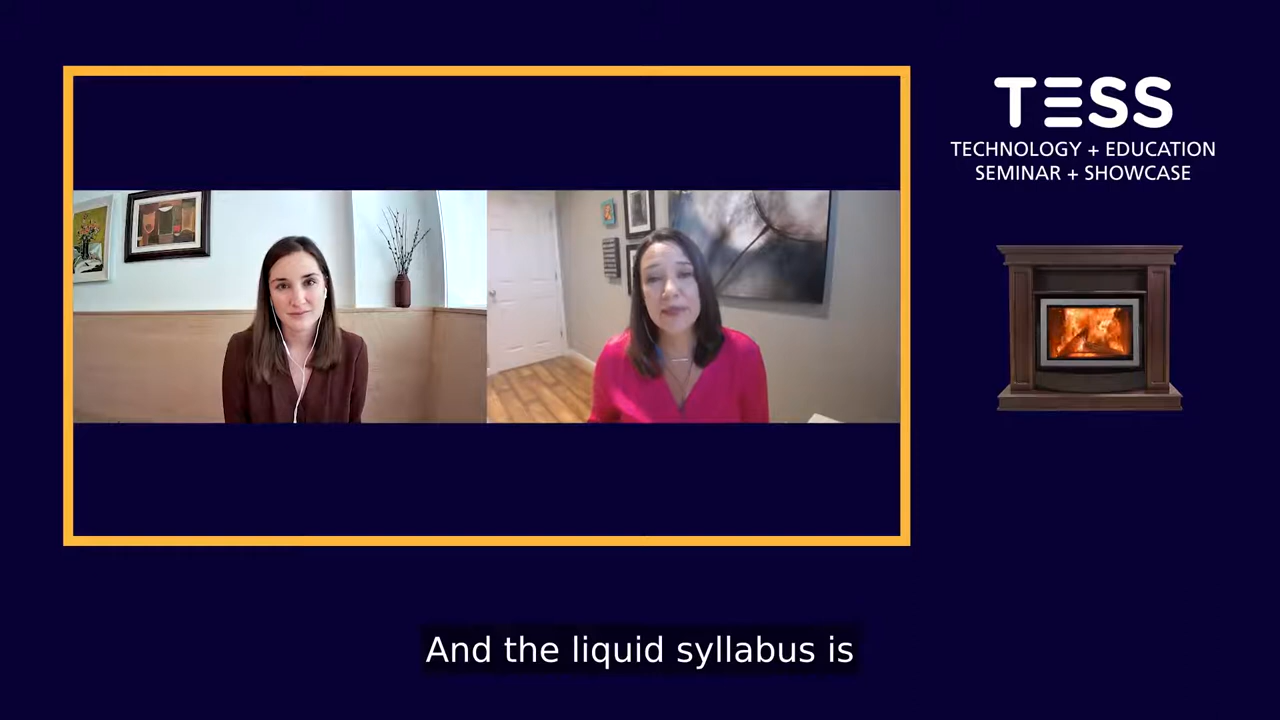 TESS
TECHNOLOGY + EDUCATION
SEMINAR + SHOWCASE
And the liquid syllabus is